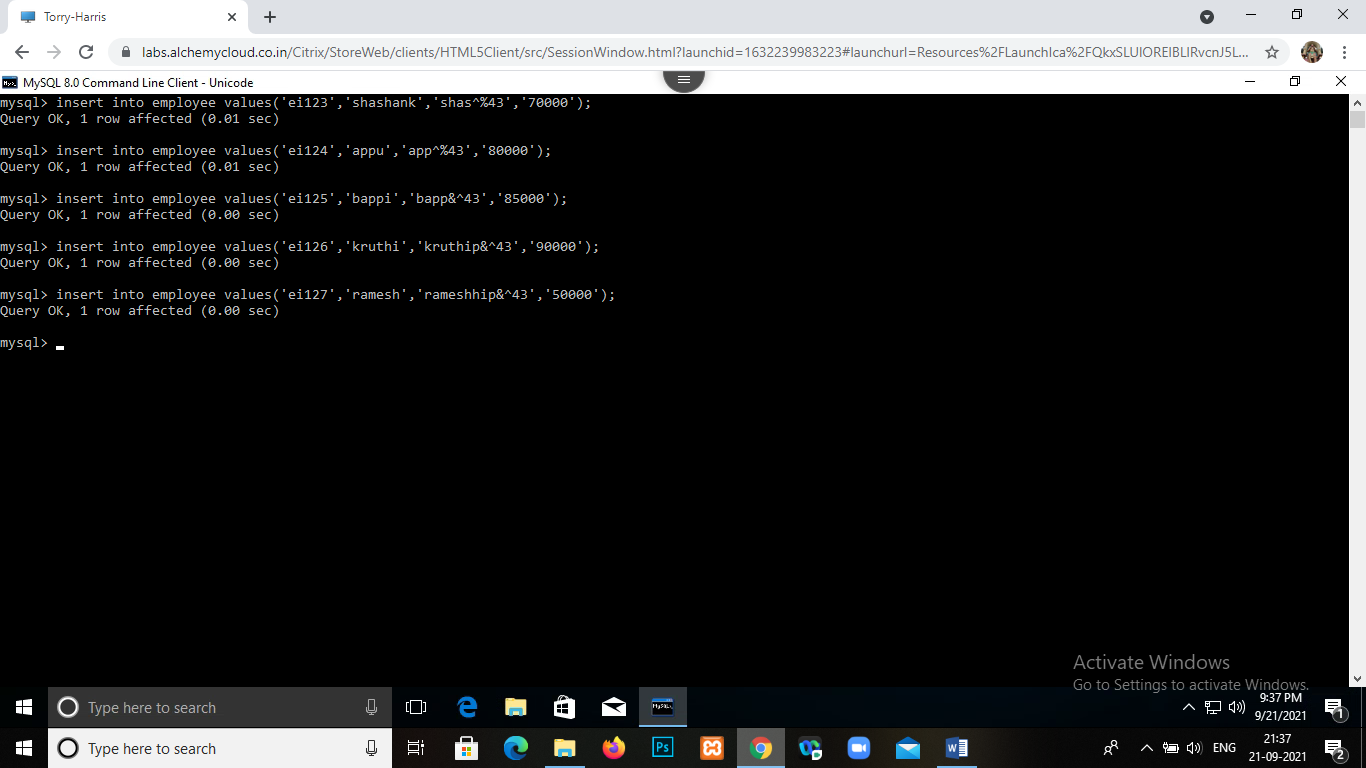 Torry-Harris
labs.alchemycloud.co.in/Citrix/StoreWeb/clients/HTML5Client/src/SessionWindow.html?launchid=1632239983223#launchurl=Resources%2FLaunchIca%2FQkxSLUlORElBLlRvcnJ5L...
MySQL 8.0 Command Line Client - Unicode
mysql> insert into employee values('ei123','shashank','shas^%43','70000');
Query OK, 1 row affected (0.01 sec)
mysql> insert into employee values('ei124','appu','app^%43','80000');
Query OK, 1 row affected (0.01 sec)
mysql> insert into employee values('ei125','bappi','bapp&^43','85000');
Query OK, 1 row affected (0.00 sec)
mysql> insert into employee values('ei126','kruthi','kruthip&^43','90000');
Query OK, 1 row affected (0.00 sec)
mysql> insert into employee values('ei127','ramesh','rameshhip&^43','50000');
Query OK, 1 row affected (0.00 sec)
mysql>
Activate Windows
Go to Settings to activate Windows.
Type here to search
MySQL
9:37 PM
9/21/2021
1
Type here to search
Ps
ENG
21:37
21-09-2021
2